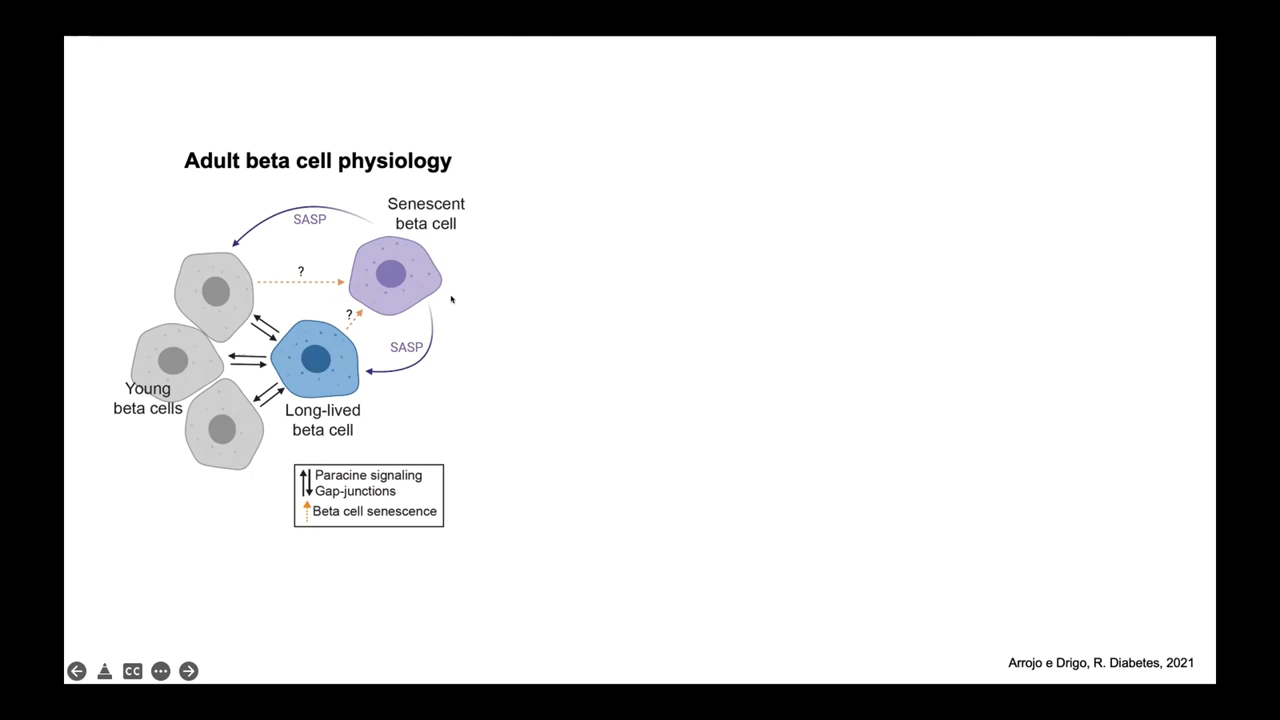 Adult beta cell physiology
SASP
Senescent
beta cell
?
?
SASP
Young
beta cells
Long-lived
beta cell
Paracine signaling
Gap-junctions
Beta cell senescence
CC
Arrojo e Drigo, R. Diabetes, 2021